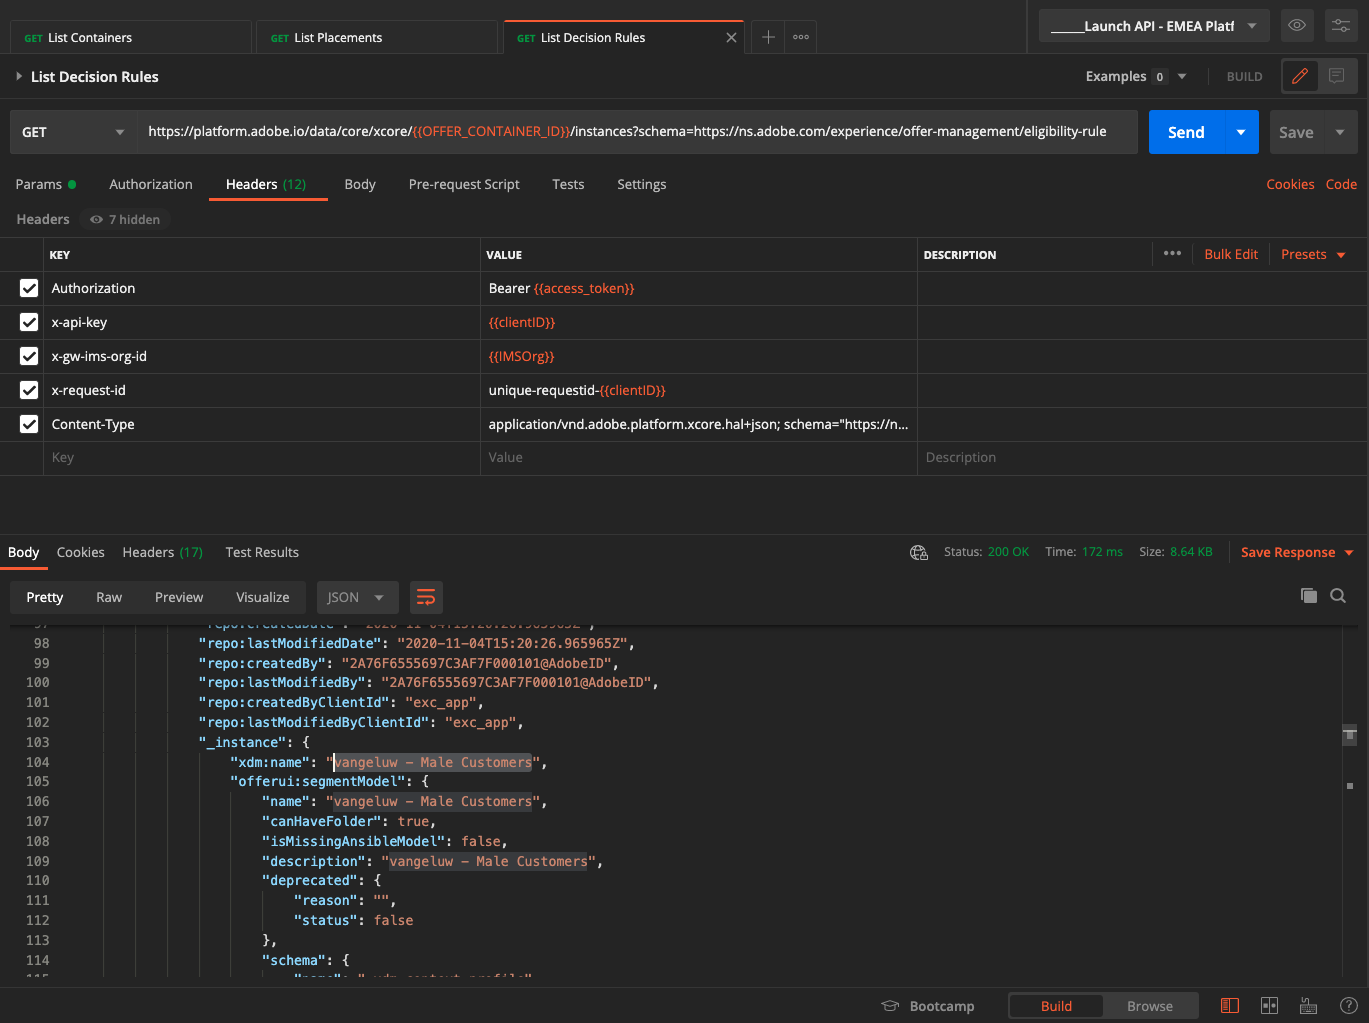 GET List Containers
GET List Placements
GET List Decision Rules
______Launch API - EMEA Platf
List Decision Rules
Examples 0
BUILD
GET
https://platform.adobe.io/data/core/xcore/{{OFFER_CONTAINER_ID}}/instances?schema=https://ns.adobe.com/experience/offer-management/eligibility-rule
Send
Save
Params
Authorization
Headers (12)
Body
Pre-request Script
Tests
Settings
Cookies Code
Headers
7 hidden
KEY VALUE DESCRIPTION
Bulk Edit
Presets
Authorization Bearer {{access_token}}
x-api-key {{clientID}}
x-gw-ims-org-id {{IMSOrg}}
x-request-id unique-requestid-{{clientID}}
Content-Type application/vnd.adobe.platform.xcore.hal+json; schema="https://n...
Key Value Description
Body Cookies Headers (17) Test Results
Status: 200 OK Time: 172 ms Size: 8.64 KB
Save Response
Pretty Raw Preview Visualize
JSON
98 "repo:lastModifiedDate": "2020-11-04T15:20:26.965965Z",
99 "repo:createdBy": "2A76F6555697C3AF7F000101@AdobeID",
100 "repo:lastModifiedBy": "2A76F6555697C3AF7F000101@AdobeID",
101 "repo:createdByClientId": "exc_app",
102 "repo:lastModifiedByClientId": "exc_app",
103 "_instance": {
104 "xdm:name": "vangeluw - Male Customers",
105 "offerui:segmentModel": {
106 "name": "vangeluw - Male Customers",
107 "canHaveFolder": true,
108 "isMissingAnsibleModel": false,
109 "description": "vangeluw - Male Customers",
110 "deprecated": {
111 "reason": "",
112 "status": false
113 },
114 "schema": {
Bootcamp
Build
Browse